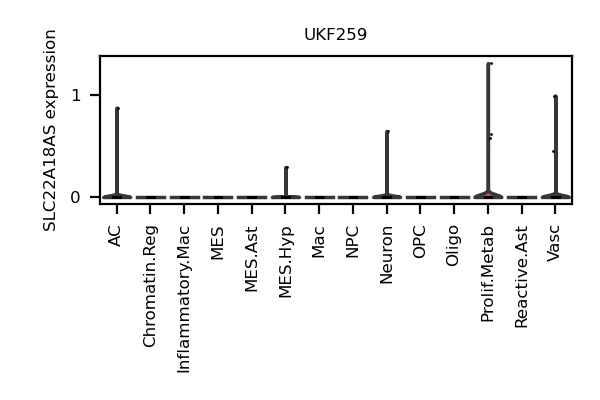 UKF259
SLC22A18AS expression
1
0
AC
Chromatin.Reg
Inflammatory.Mac
MES
MES.Ast
MES.Hyp
Mac
NPC
Neuron
OPC
Oligo
Prolif.Metab
Reactive.Ast
Vasc